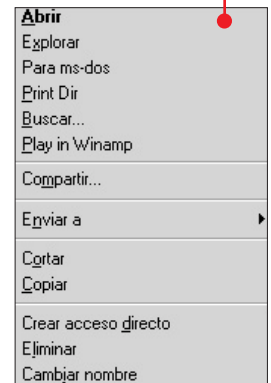 Abrir
Explorar
Para ms-dos
Print Dir
Buscar...
Play in Winamp
Compartir...
Enviar a
Cortar
Copiar
Crear acceso directo
Eliminar
Cambiar nombre